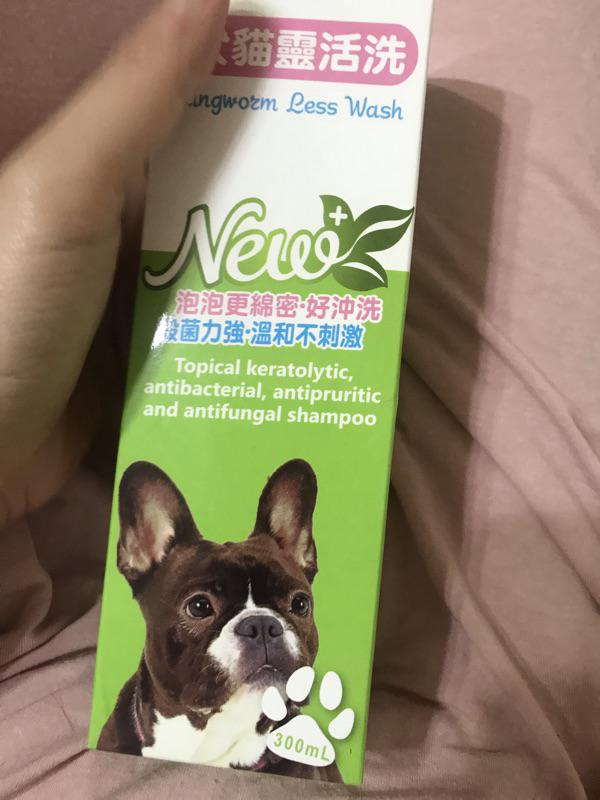 貓靈活洗
ngworm Less Wash
New+
泡泡更綿密·好沖洗
殺菌力強·溫和不刺激
Topical keratolytic,
antibacterial, antipruritic
and antifungal shampoo
300mL